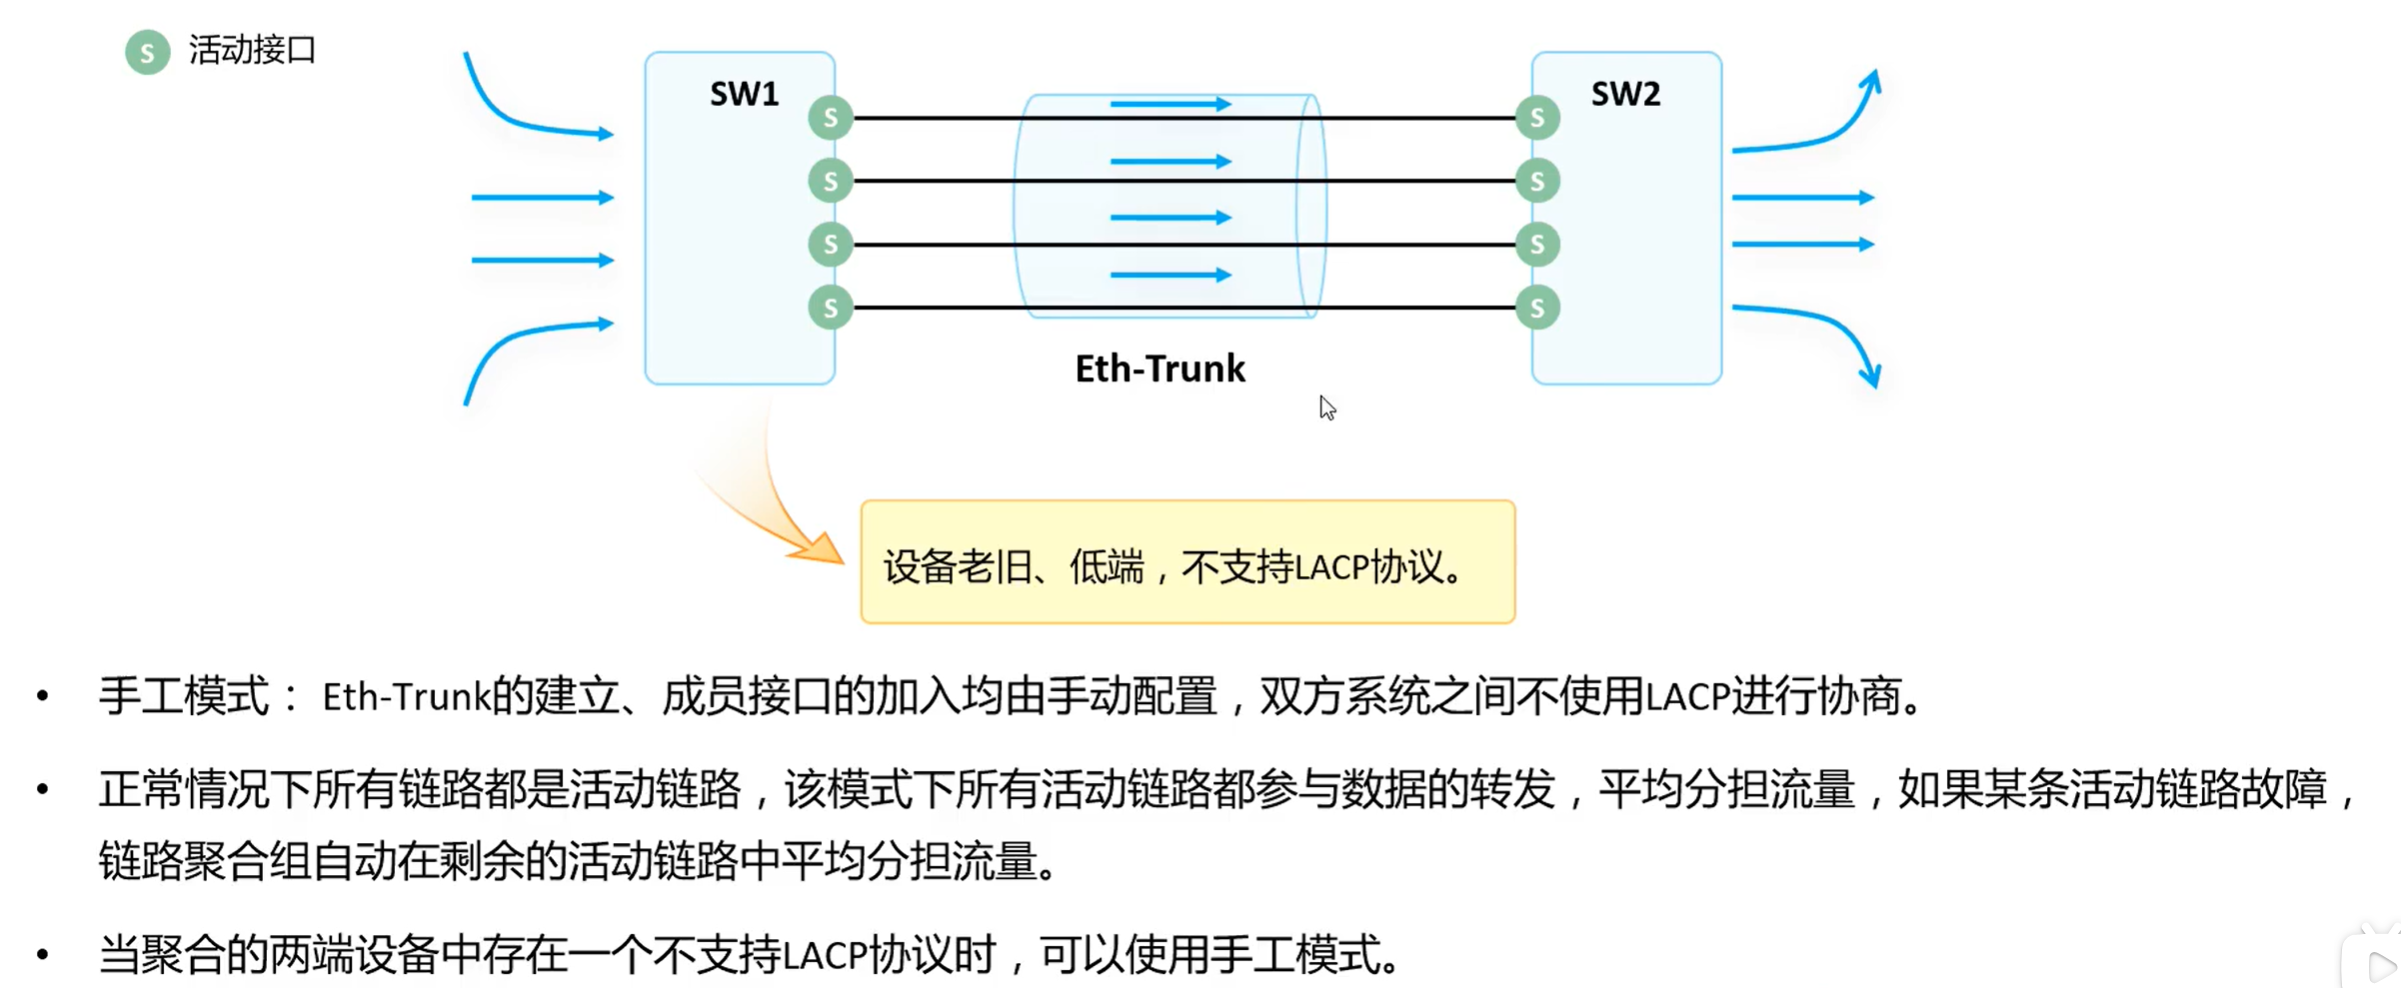 S 活动接口
SW1
SW2
S
S
S
S
S
S
S
S
Eth-Trunk
设备老旧、低端，不支持LACP协议。
• 手工模式： Eth-Trunk的建立、成员接口的加入均由手动配置，双方系统之间不使用LACP进行协商。
• 正常情况下所有链路都是活动链路，该模式下所有活动链路都参与数据的转发，平均分担流量，如果某条活动链路故障，
链路聚合组自动在剩余的活动链路中平均分担流量。
• 当聚合的两端设备中存在一个不支持LACP协议时，可以使用手工模式。